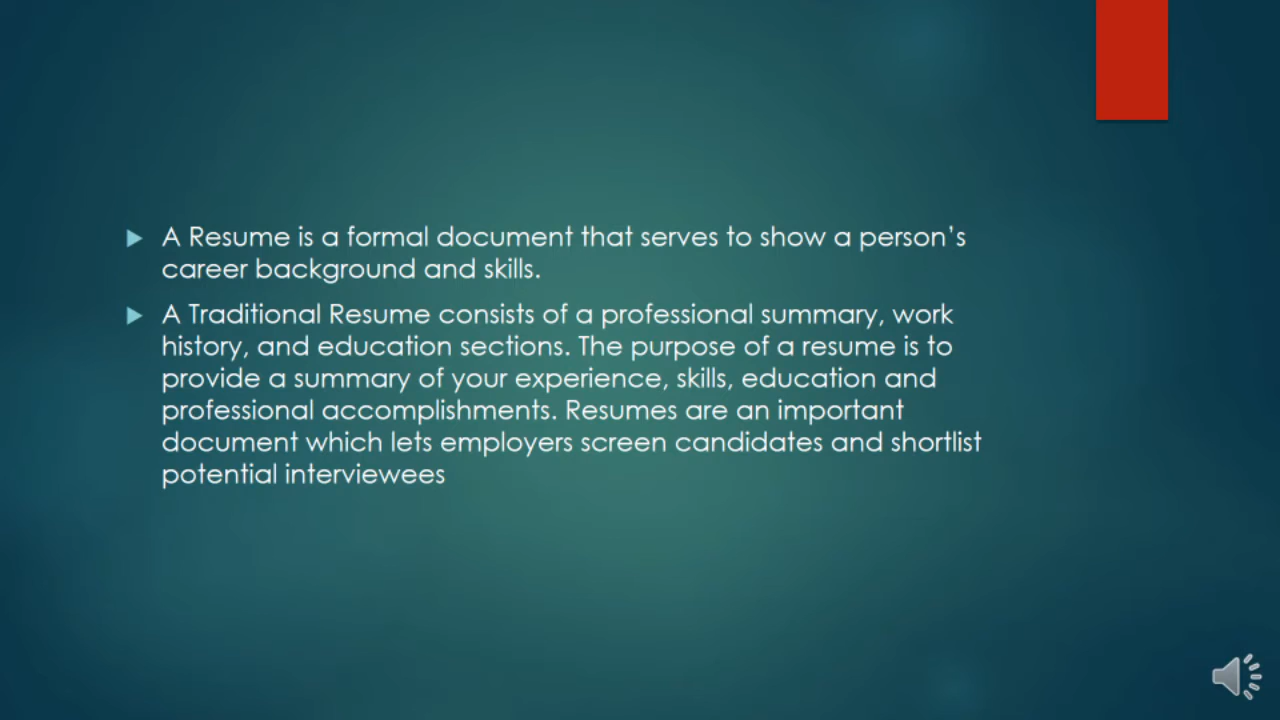 A Resume is a formal document that serves to show a person’s
career background and skills.
A Traditional Resume consists of a professional summary, work
history, and education sections. The purpose of a resume is to
provide a summary of your experience, skills, education and
professional accomplishments. Resumes are an important
document which lets employers screen candidates and shortlist
potential interviewees